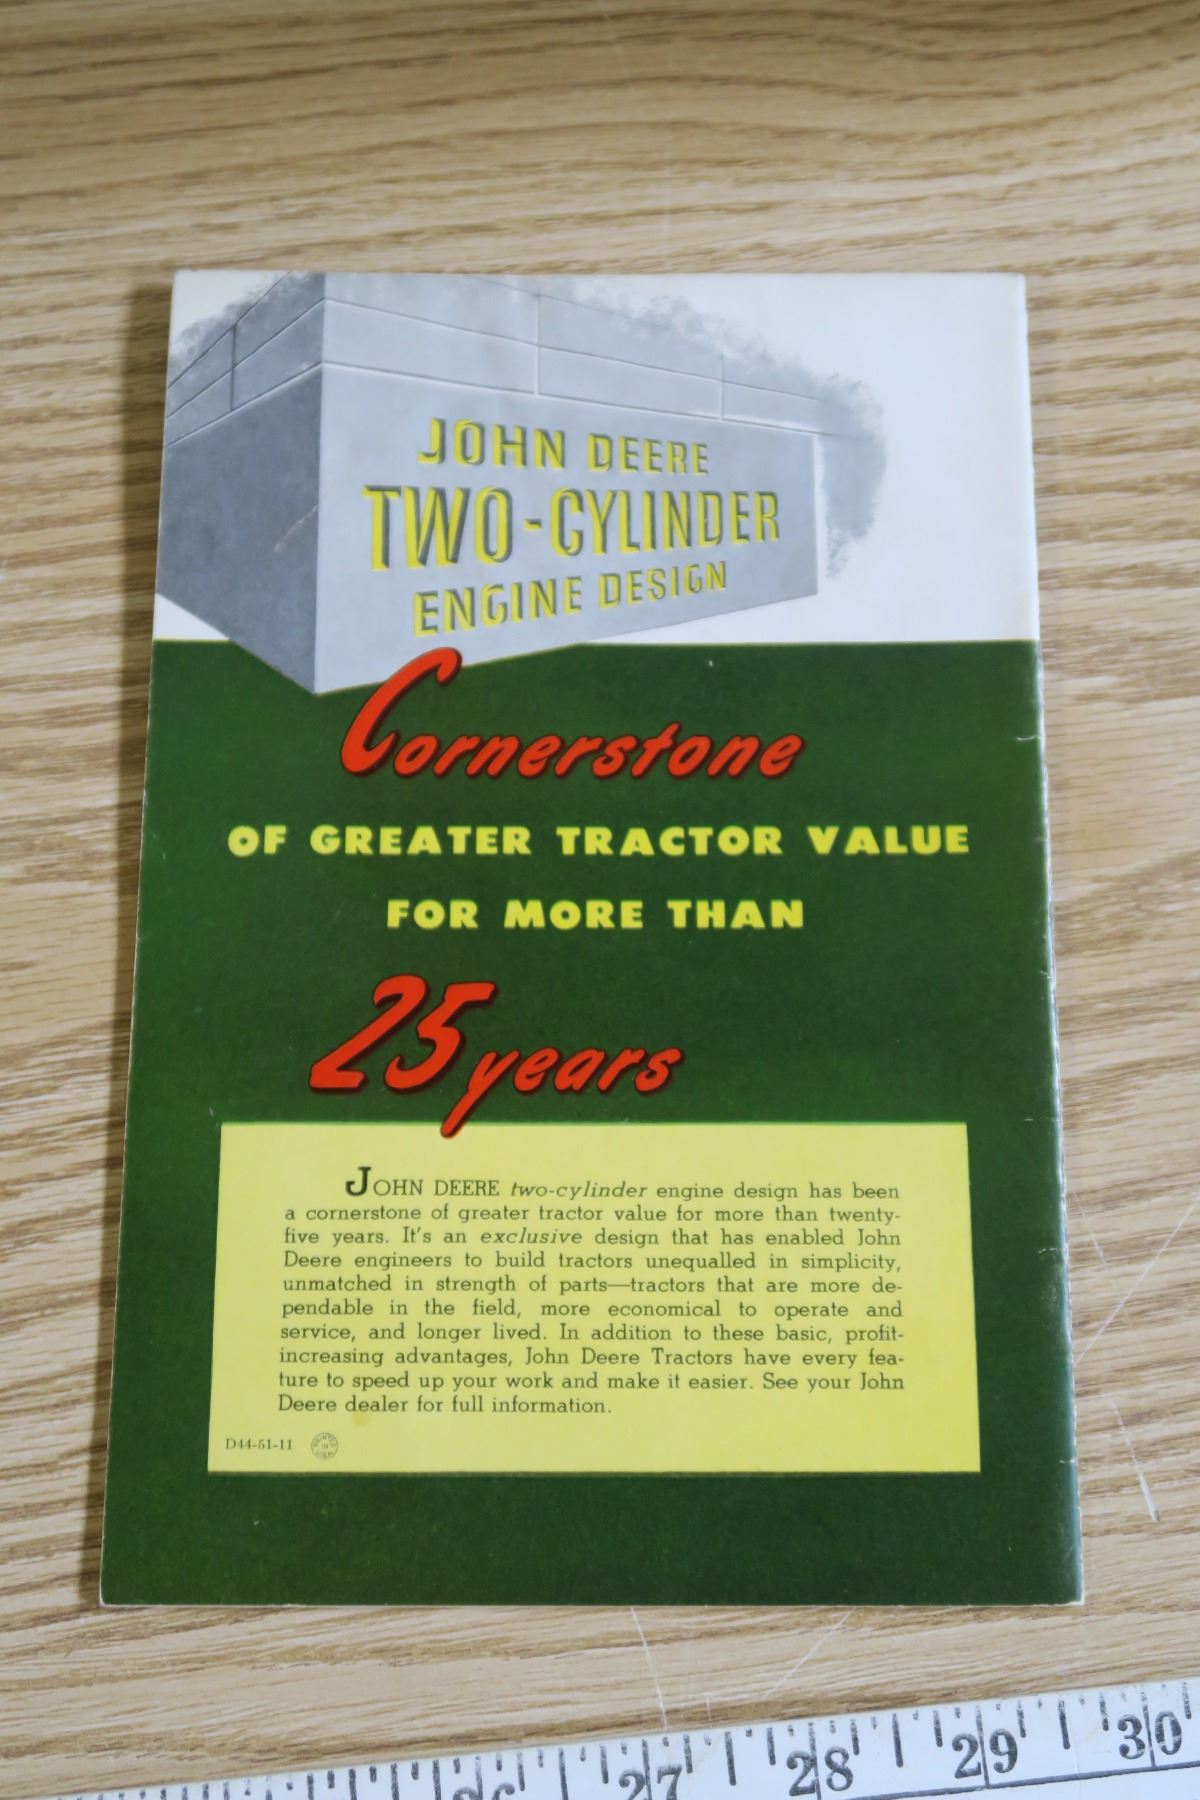 JOHN DEERE
TWO-CYLINDER
ENGINE DESIGN
Cornerstone
OF GREATER TRACTOR VALUE
FOR MORE THAN
25 years
JOHN DEERE two-cylinder engine design has been
a cornerstone of greater tractor value for more than twenty-
five years. It's an exclusive design that has enabled John
Deere engineers to build tractors unequalled in simplicity,
unmatched in strength of parts—tractors that are more de-
pendable in the field, more economical to operate and
service, and longer lived. In addition to these basic, profit-
increasing advantages, John Deere Tractors have every fea-
ture to speed up your work and make it easier. See your John
Deere dealer for full information.
D44-51-11
PRINTED
IN
U.S.A.
27 28 29 30